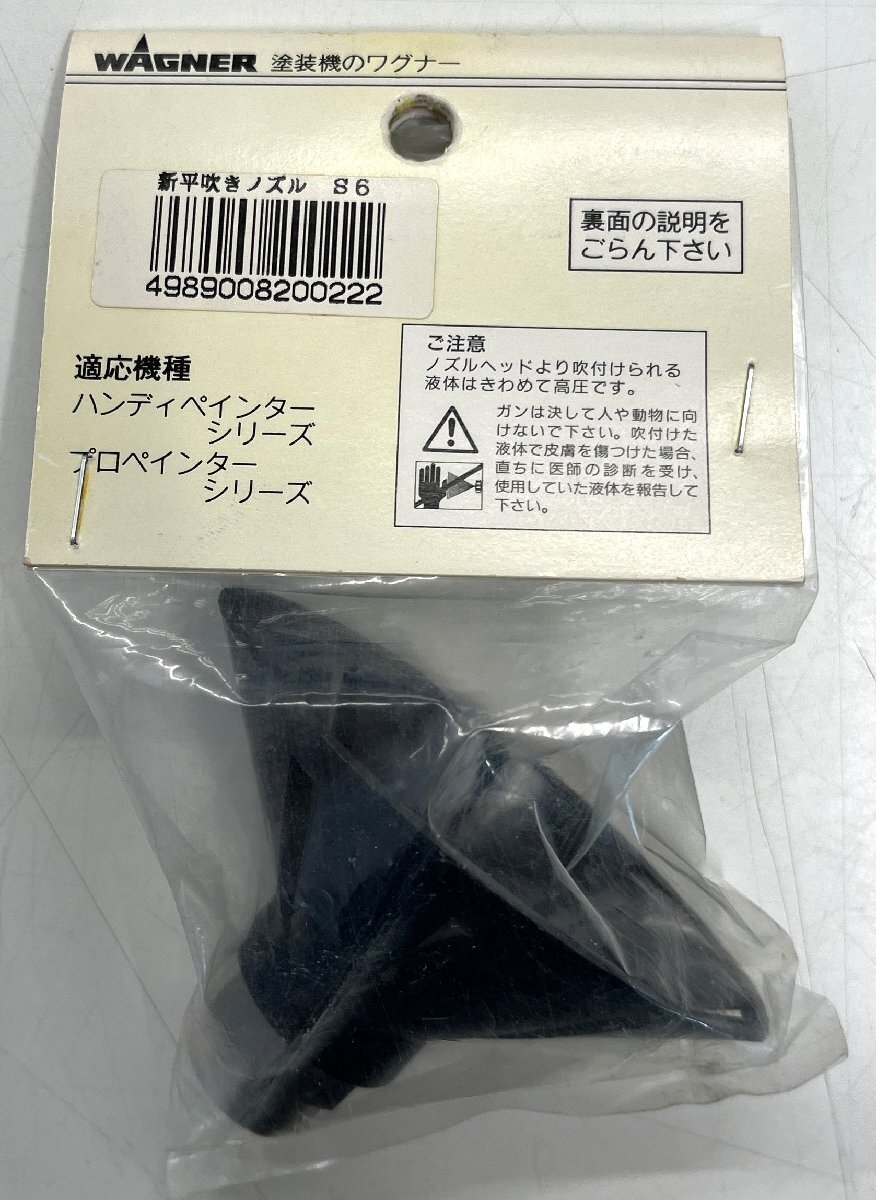 WAGNER 塗装機のワグナー
新平吹きノズル S6
4989008200222
裏面の説明を
ごらん下さい
適応機種
ハンディペインター
シリーズ
プロペインター
シリーズ
ご注意
ノズルヘッドより吹付けられる
液体はきわめて高圧です。
ガンは決して人や動物に向
けないで下さい。吹付けた
液体で皮膚を傷つけた場合、
直ちに医師の診断を受け、
使用していた液体を報告して
下さい。